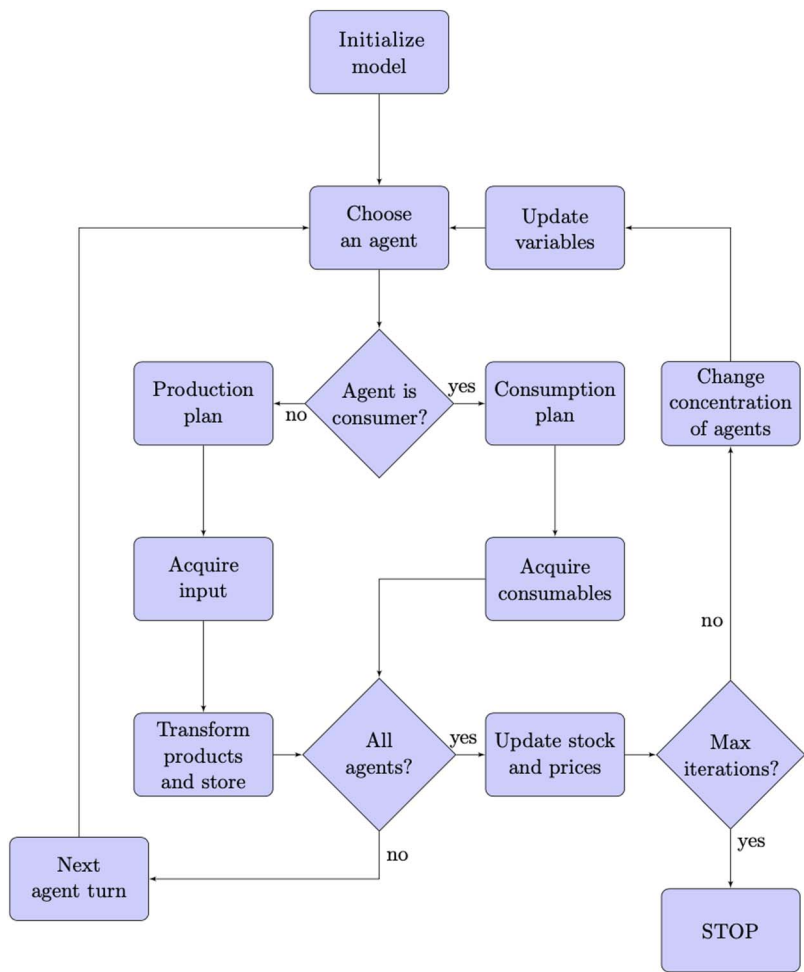 Initialize
model
Choose
an agent
Update
variables
Production
plan
no
Agent is
consumer?
yes
Consumption
plan
Change
concentration
of agents
Acquire
input
Acquire
consumables
no
Transform
products
and store
All
agents?
yes
Update stock
and prices
Max
iterations?
no
yes
Next
agent turn
STOP